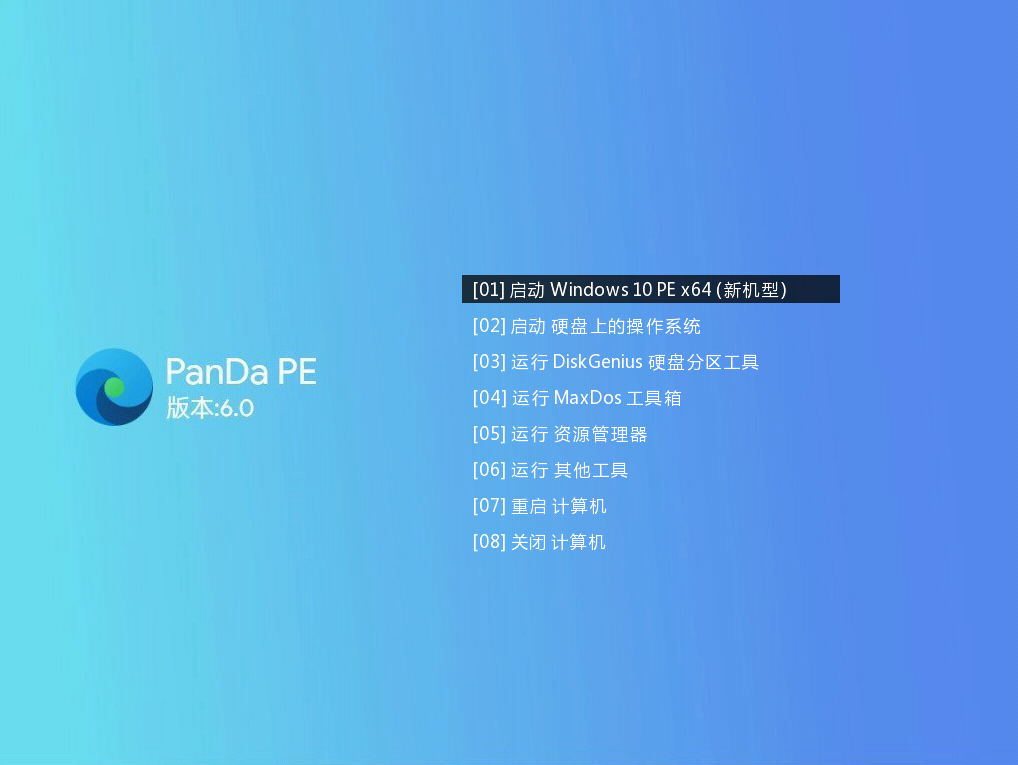 PanDa PE
版本:6.0
[01] 启动 Windows 10 PE x64 (新机型)
[02] 启动 硬盘上的操作系统
[03] 运行 DiskGenius 硬盘分区工具
[04] 运行 MaxDos 工具箱
[05] 运行 资源管理器
[06] 运行 其他工具
[07] 重启 计算机
[08] 关闭 计算机